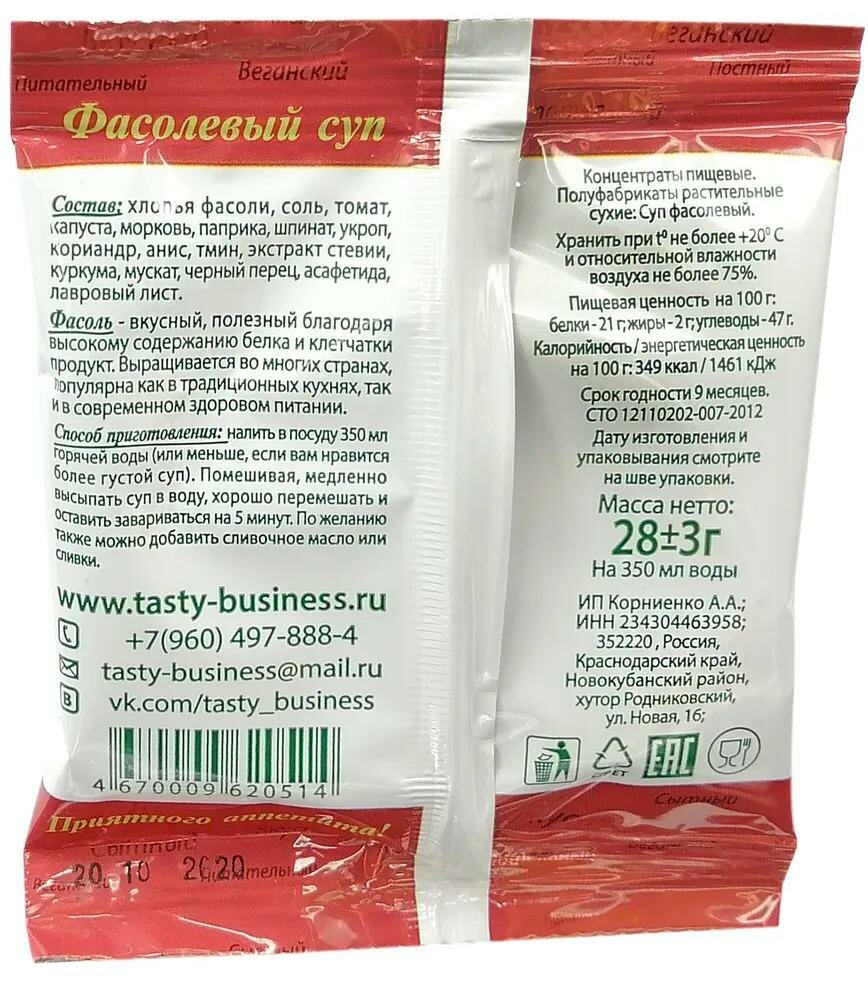 Питательный
Веганский
Фасолевый суп
Состав: хлопья фасоли, соль, томат,
капуста, морковь, паприка, шпинат, укроп,
кориандр, анис, тмин, экстракт стевии,
куркума, мускат, черный перец, асафетида,
лавровый лист.
Фасоль - вкусный, полезный благодаря
высокому содержанию белка и клетчатки
продукт. Выращивается во многих странах,
популярна как в традиционных кухнях, так
и в современном здоровом питании.
Способ приготовления: налить в посуду 350 мл
горячей воды (или меньше, если вам нравится
более густой суп). Помешивая, медленно
высыпать суп в воду, хорошо перемешать и
оставить завариваться на 5 минут. По желанию
также можно добавить сливочное масло или
сливки.
www.tasty-business.ru
+7(960) 497-888-4
tasty-business@mail.ru
vk.com/tasty_business
4 670009 620514
Приятного аппетита!
Сытный
20 10 2020
Питательный
Веганский
Постный
Концентраты пищевые.
Полуфабрикаты растительные
сухие: Суп фасолевый.
Хранить при t⁰ не более +20⁰ С
и относительной влажности
воздуха не более 75%.
Пищевая ценность на 100 г:
белки - 21 г; жиры - 2 г; углеводы - 47 г.
Калорийность / энергетическая ценность
на 100 г: 349 ккал / 1461 кДж
Срок годности 9 месяцев.
СТО 12110202-007-2012
Дату изготовления и
упаковывания смотрите
на шве упаковки.
Масса нетто:
28±3г
На 350 мл воды
ИП Корниенко А.А.;
ИНН 234304463958;
352220 , Россия,
Краснодарский край,
Новокубанский район,
хутор Родниковский,
ул. Новая, 16;
EAC
Сытный